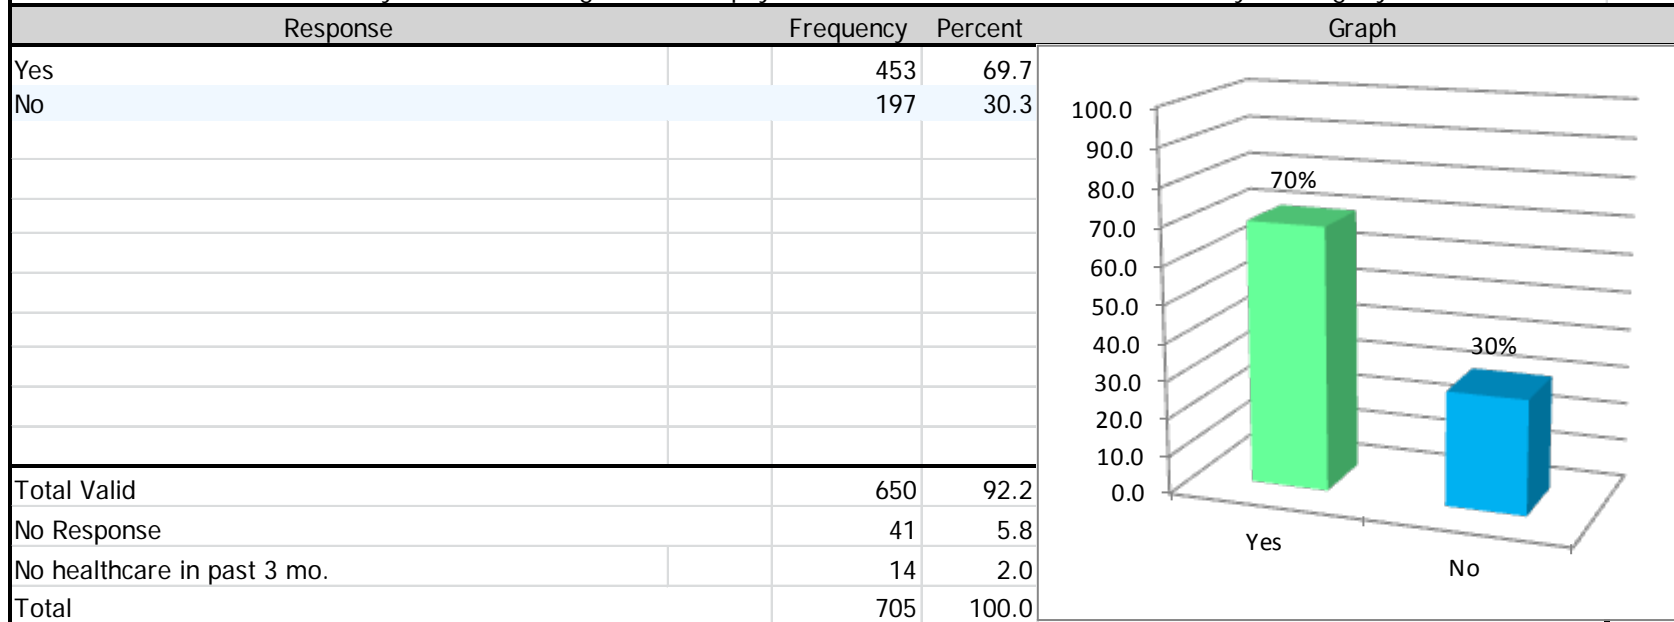 Response Frequency Percent Graph
Yes 453 69.7
No 197 30.3
Total Valid 650 92.2
No Response 41 5.8
No healthcare in past 3 mo. 14 2.0
Total 705 100.0
100.0
90.0
80.0
70.0
60.0
50.0
40.0
30.0
20.0
10.0
0.0
70%
30%
Yes
No